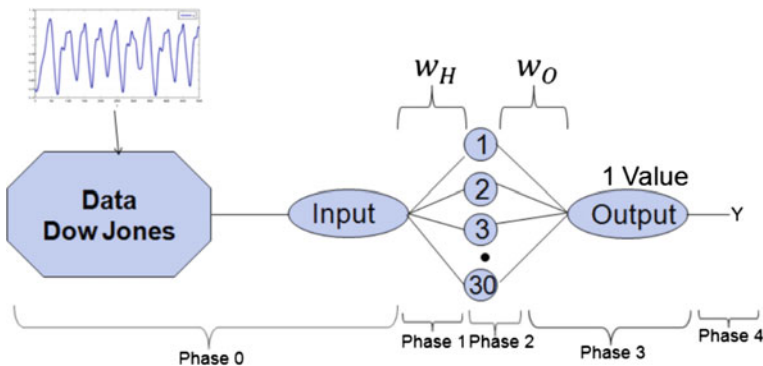 w_H
w_O
1
2
3
30
Data
Dow Jones
Input
1 Value
Output
Y
Phase 0
Phase 1
Phase 2
Phase 3
Phase 4